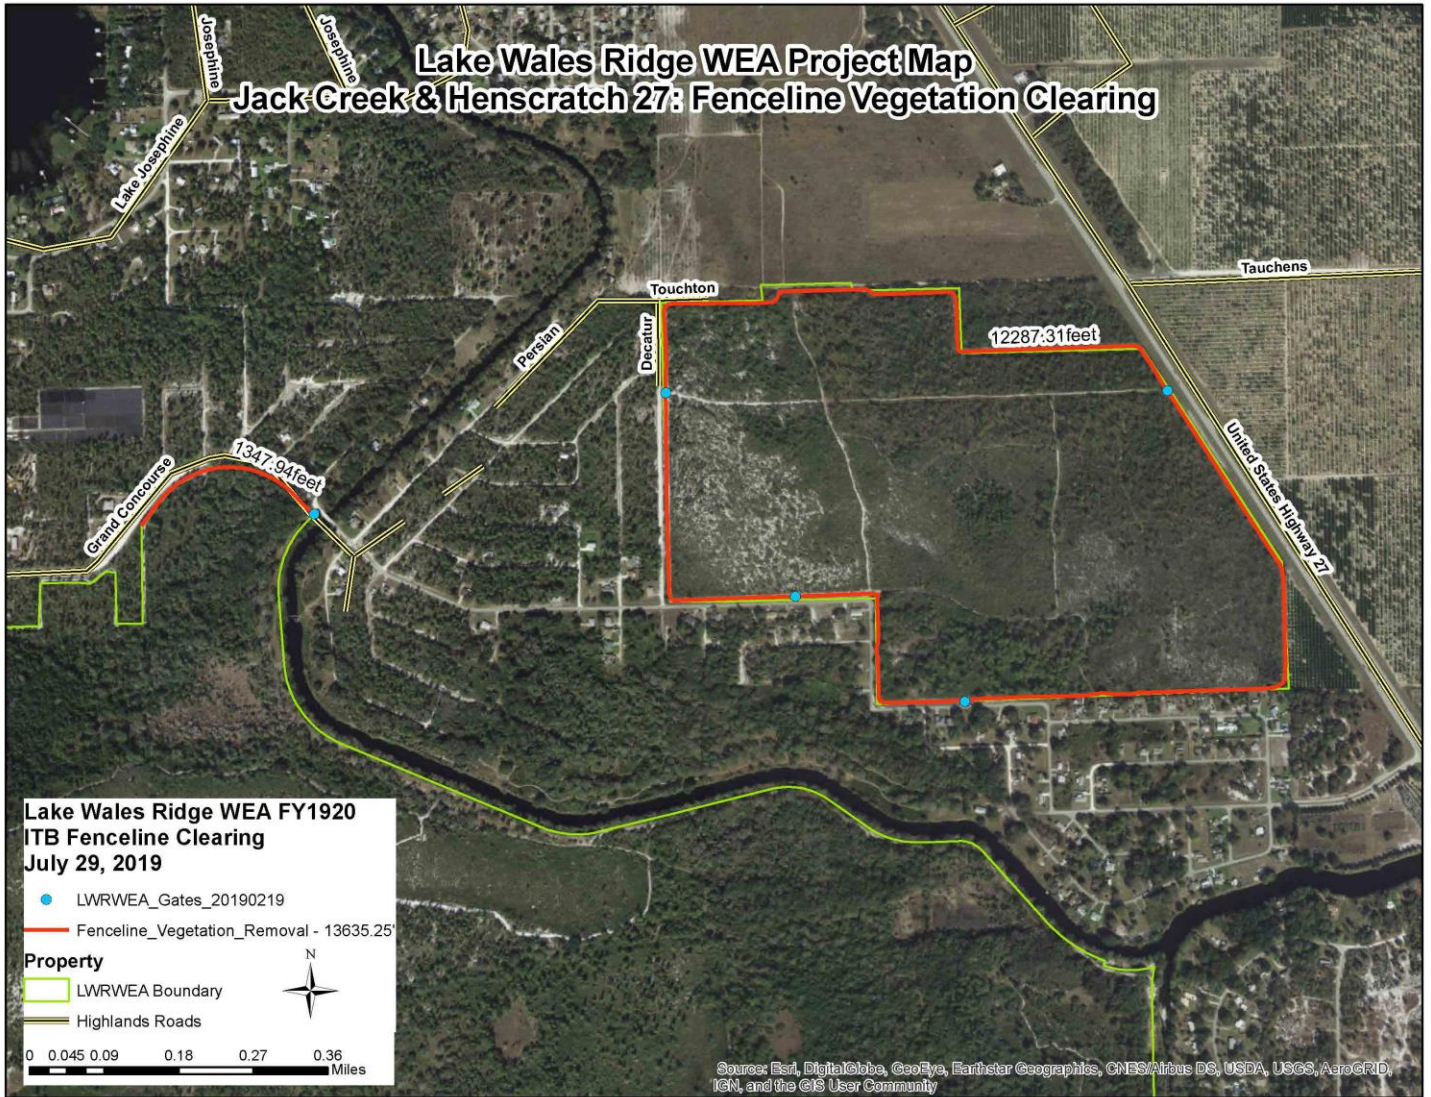 Lake Wales Ridge WEA Project Map
Jack Creek & Henscratch 27: Fenceline Vegetation Clearing
Josephine
Josephine
Lake Josephine
Tauchens
Touchton
Decatur
Persian
12287.31feet
United States Highway 27
1347.94feet
Grand Concourse
Lake Wales Ridge WEA FY1920
ITB Fenceline Clearing
July 29, 2019
LWRWEA_Gates_20190219
Fenceline_Vegetation_Removal - 13635.25'
Property
N
LWRWEA Boundary
Highlands Roads
0 0.045 0.09 0.18 0.27 0.36
Miles
Source: Esri, DigitalGlobe, GeoEye, Earthstar Geographics, CNES/Airbus DS, USDA, USGS, AeroGRID,
IGN, and the GIS User Community